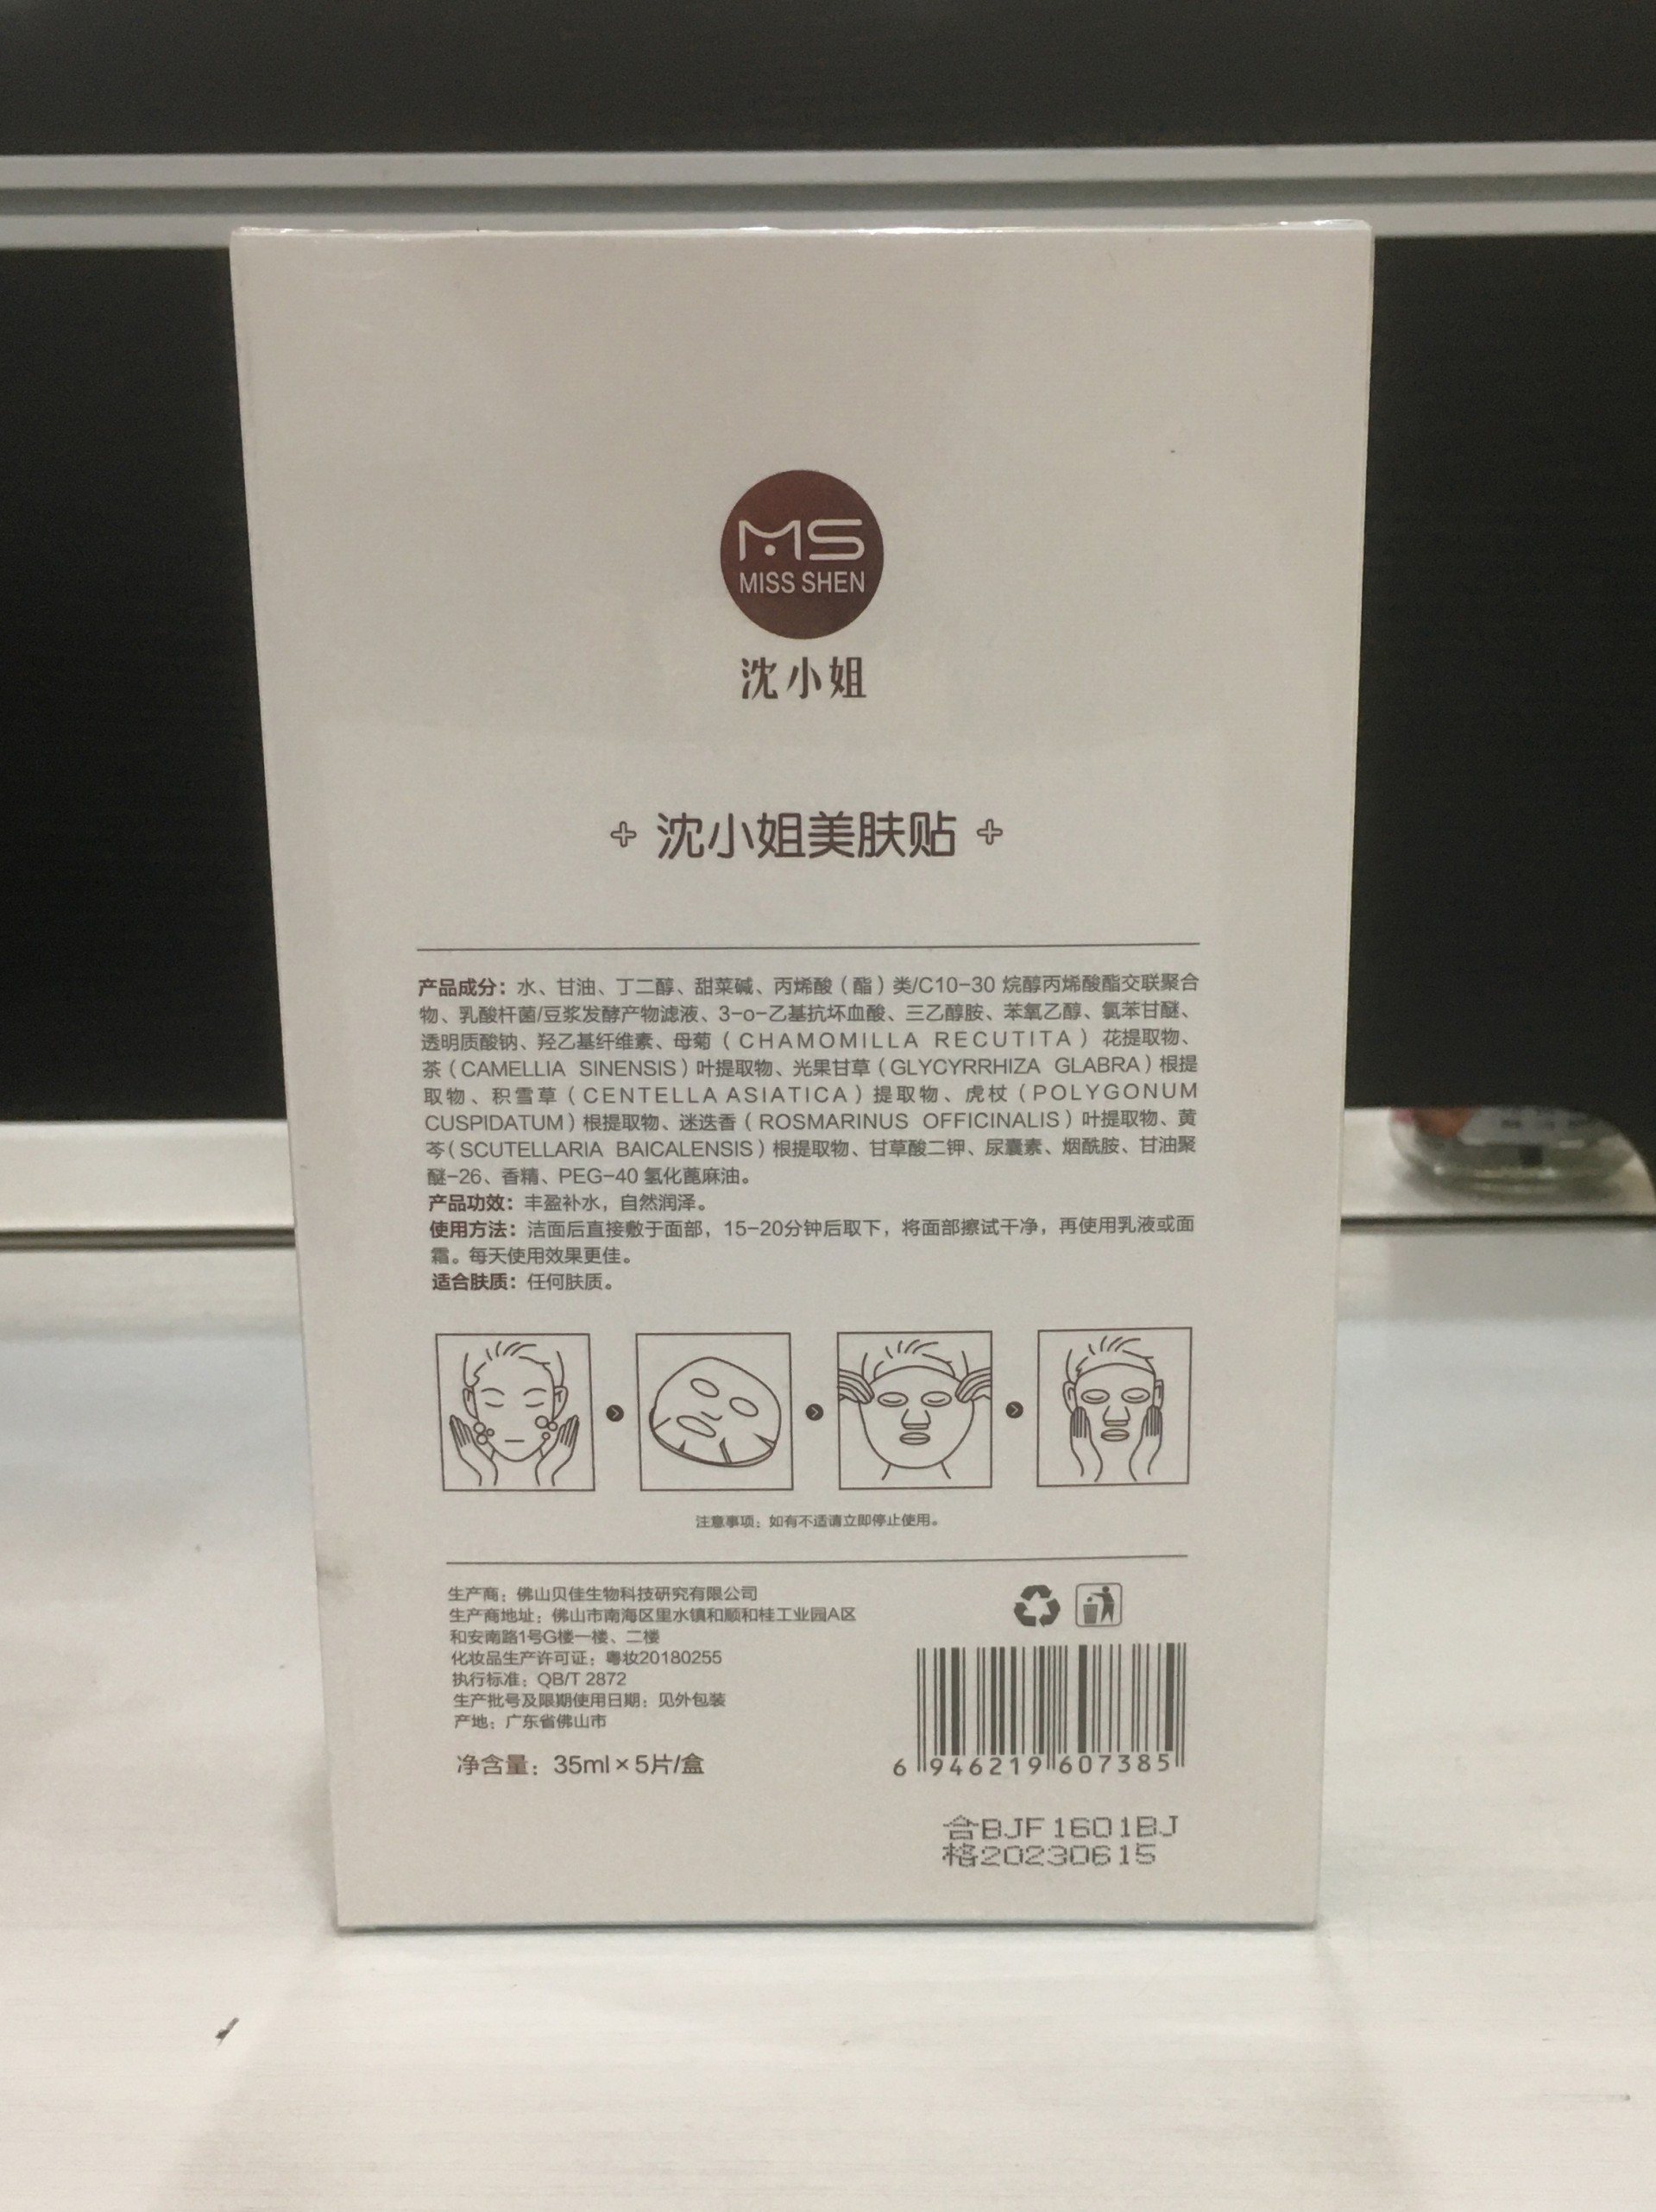 MS
MISS SHEN
沈小姐
沈小姐美肤贴
产品成分：水、甘油、丁二醇、甜菜碱、丙烯酸（酯）类/C10-30 烷醇丙烯酸酯交联聚合
物、乳酸杆菌/豆浆发酵产物滤液、3-o-乙基抗坏血酸、三乙醇胺、苯氧乙醇、氯苯甘醚、
透明质酸钠、羟乙基纤维素、母菊（CHAMOMILLA RECUTITA）花提取物、
茶（CAMELLIA SINENSIS）叶提取物、光果甘草（GLYCYRRHIZA GLABRA）根提
取物、积雪草（CENTELLA ASIATICA）提取物、虎杖（POLYGONUM
CUSPIDATUM）根提取物、迷迭香（ROSMARINUS OFFICINALIS）叶提取物、黄
芩（SCUTELLARIA BAICALENSIS）根提取物、甘草酸二钾、尿囊素、烟酰胺、甘油聚
醚-26、香精、PEG-40 氢化蓖麻油。
产品功效：丰盈补水，自然润泽。
使用方法：洁面后直接敷于面部，15-20分钟后取下，将面部擦试干净，再使用乳液或面
霜。每天使用效果更佳。
适合肤质：任何肤质。
注意事项：如有不适请立即停止使用。
生产商：佛山贝佳生物科技研究有限公司
生产商地址：佛山市南海区里水镇和顺和桂工业园A区
和安南路1号G楼一楼、二楼
化妆品生产许可证：粤妆20180255
执行标准：QB/T 2872
生产批号及限期使用日期：见外包装
产地：广东省佛山市
净含量：35ml×5片/盒
6 946219 607385
合BJF1601BJ
格20230615